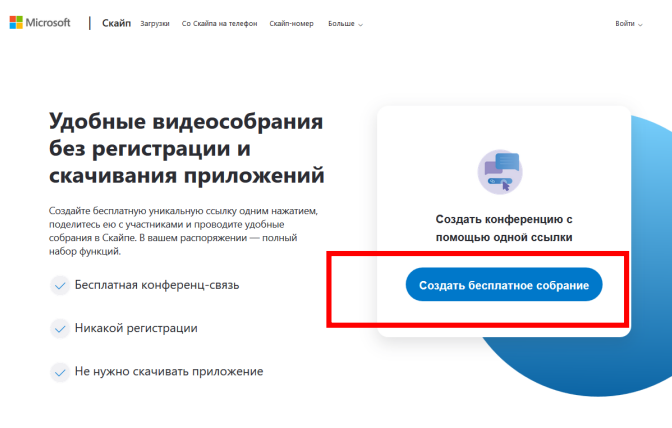 Microsoft | Скайп Загрузки Со Скайпа на телефон Скайп-номер Больше Войти
Удобные видеособрания
без регистрации и
скачивания приложений
Создайте бесплатную уникальную ссылку одним нажатием,
поделитесь ею с участниками и проводите удобные
собрания в Скайпе. В вашем распоряжении — полный
набор функций.
Бесплатная конференц-связь
Никакой регистрации
Не нужно скачивать приложение
Создать конференцию с
помощью одной ссылки
Создать бесплатное собрание